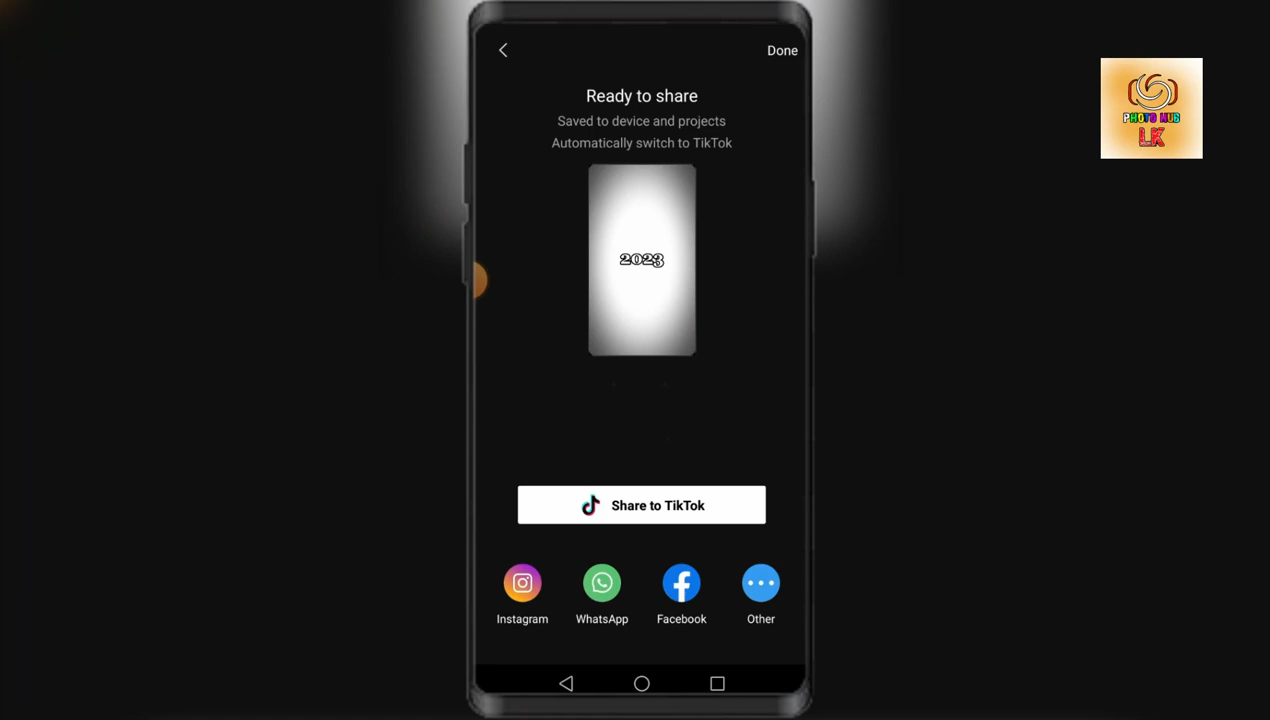 Done
PHOTO HUB
LK
Ready to share
Saved to device and projects
Automatically switch to TikTok
2023
Share to TikTok
Instagram WhatsApp Facebook Other